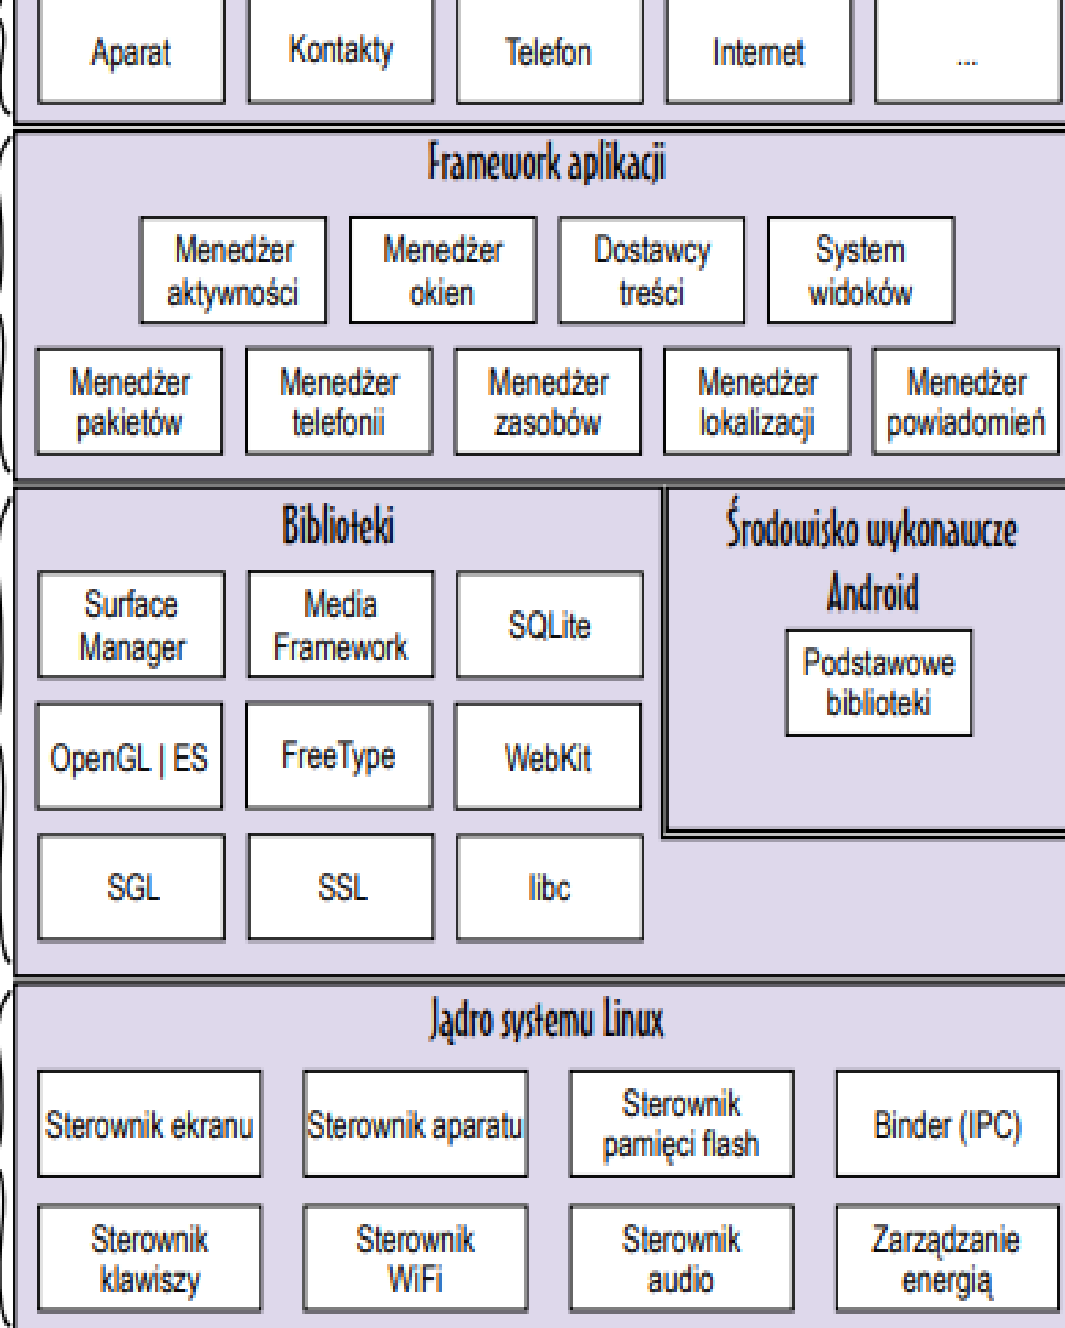 Aparat
Kontakty
Telefon
Internet
...
Framework aplikacji
Menedżer
aktywności
Menedżer
okien
Dostawcy
treści
System
widoków
Menedżer
pakietów
Menedżer
telefonii
Menedżer
zasobów
Menedżer
lokalizacji
Menedżer
powiadomień
Biblioteki
Surface
Manager
Media
Framework
SQLite
OpenGL | ES
FreeType
WebKit
SGL
SSL
libc
Środowisko wykonawcze
Android
Podstawowe
biblioteki
Jądro systemu Linux
Sterownik ekranu
Sterownik aparatu
Sterownik
pamięci flash
Binder (IPC)
Sterownik
klawiszy
Sterownik
WiFi
Sterownik
audio
Zarządzanie
energią